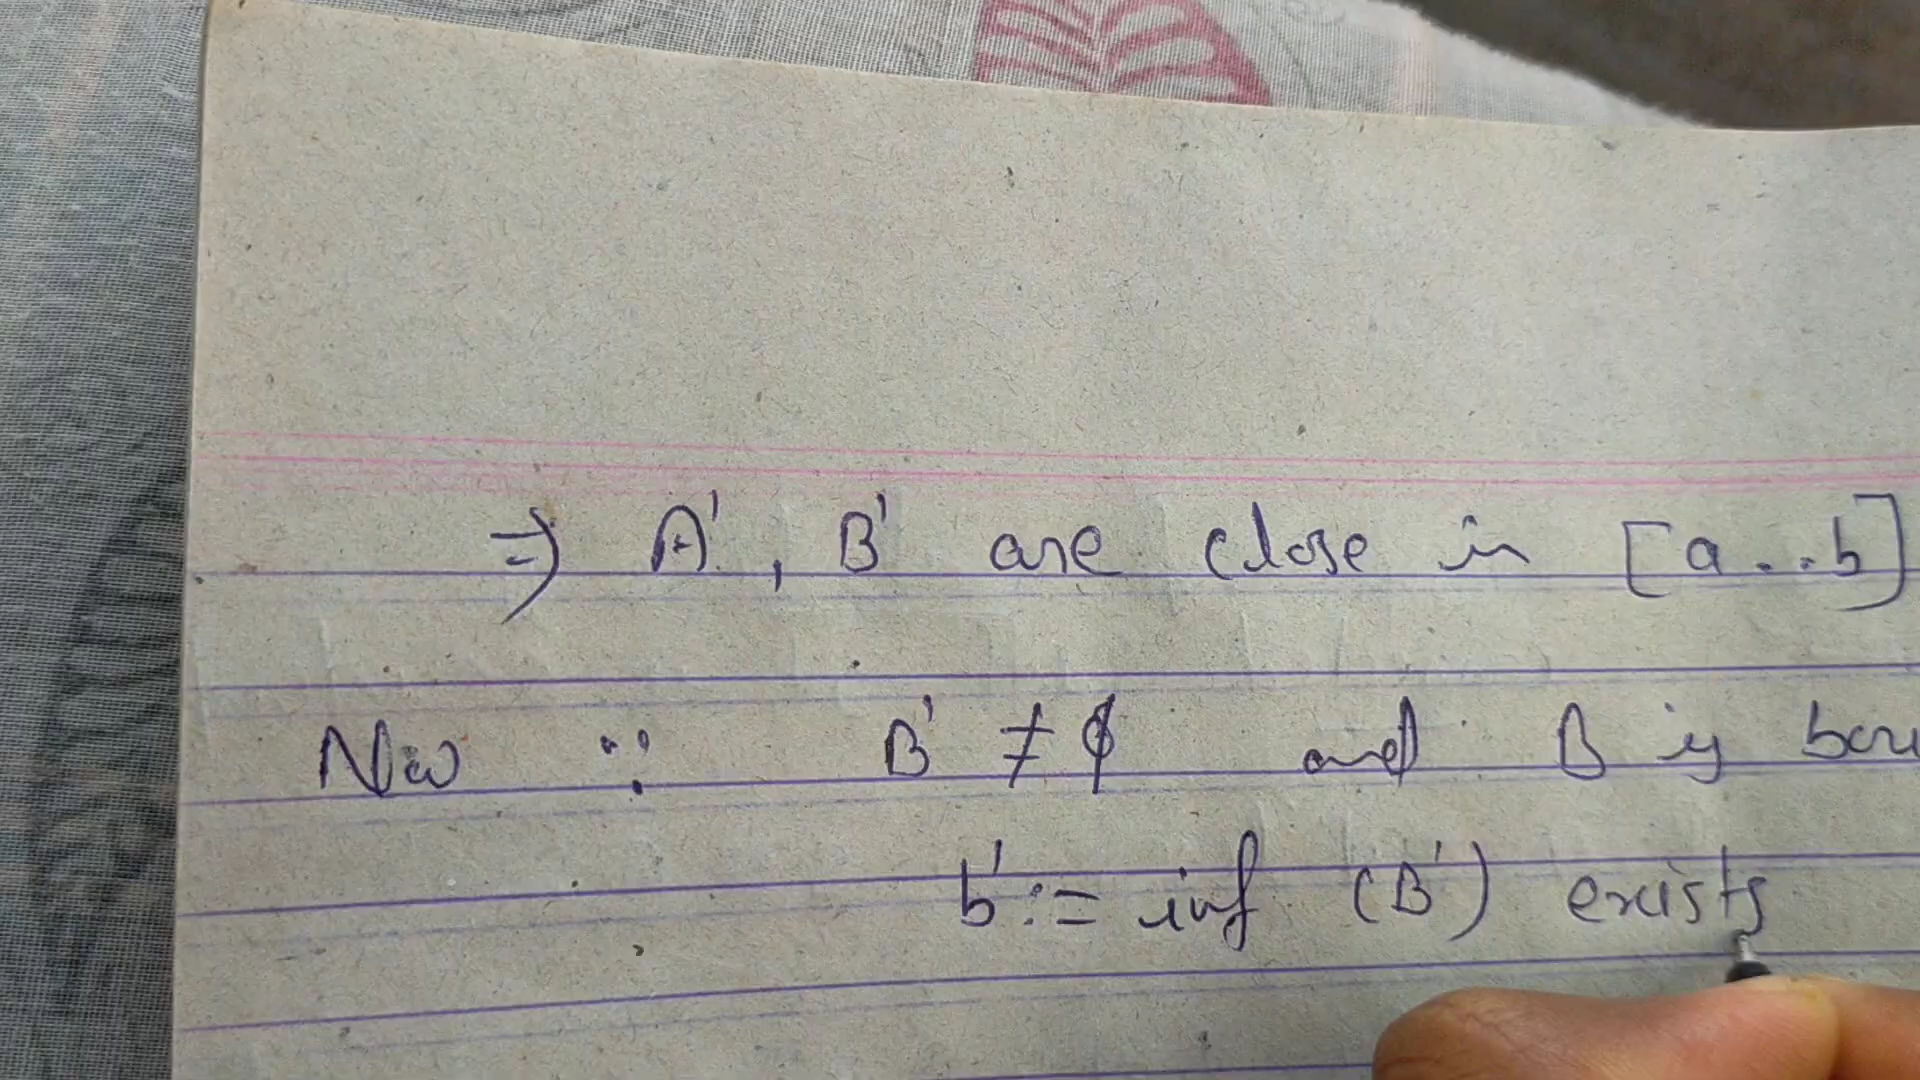 ⇒ A', B' are close in [a..b]
Now ∵ B' ≠ ϕ and B is
b' := inf (B') exists